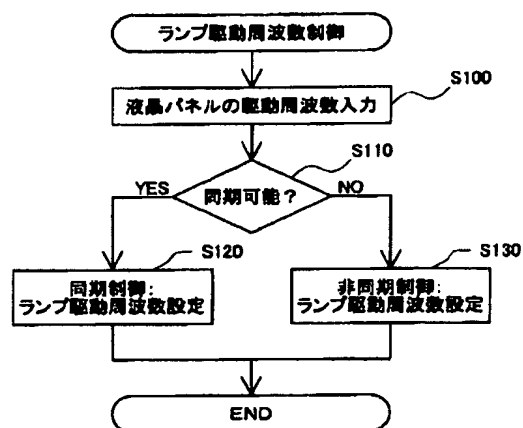 ランプ駆動周波数制御
S100
液晶パネルの駆動周波数入力
S110
同期可能？
YES
NO
S120
同期制御:
ランプ駆動周波数設定
S130
非同期制御:
ランプ駆動周波数設定
END